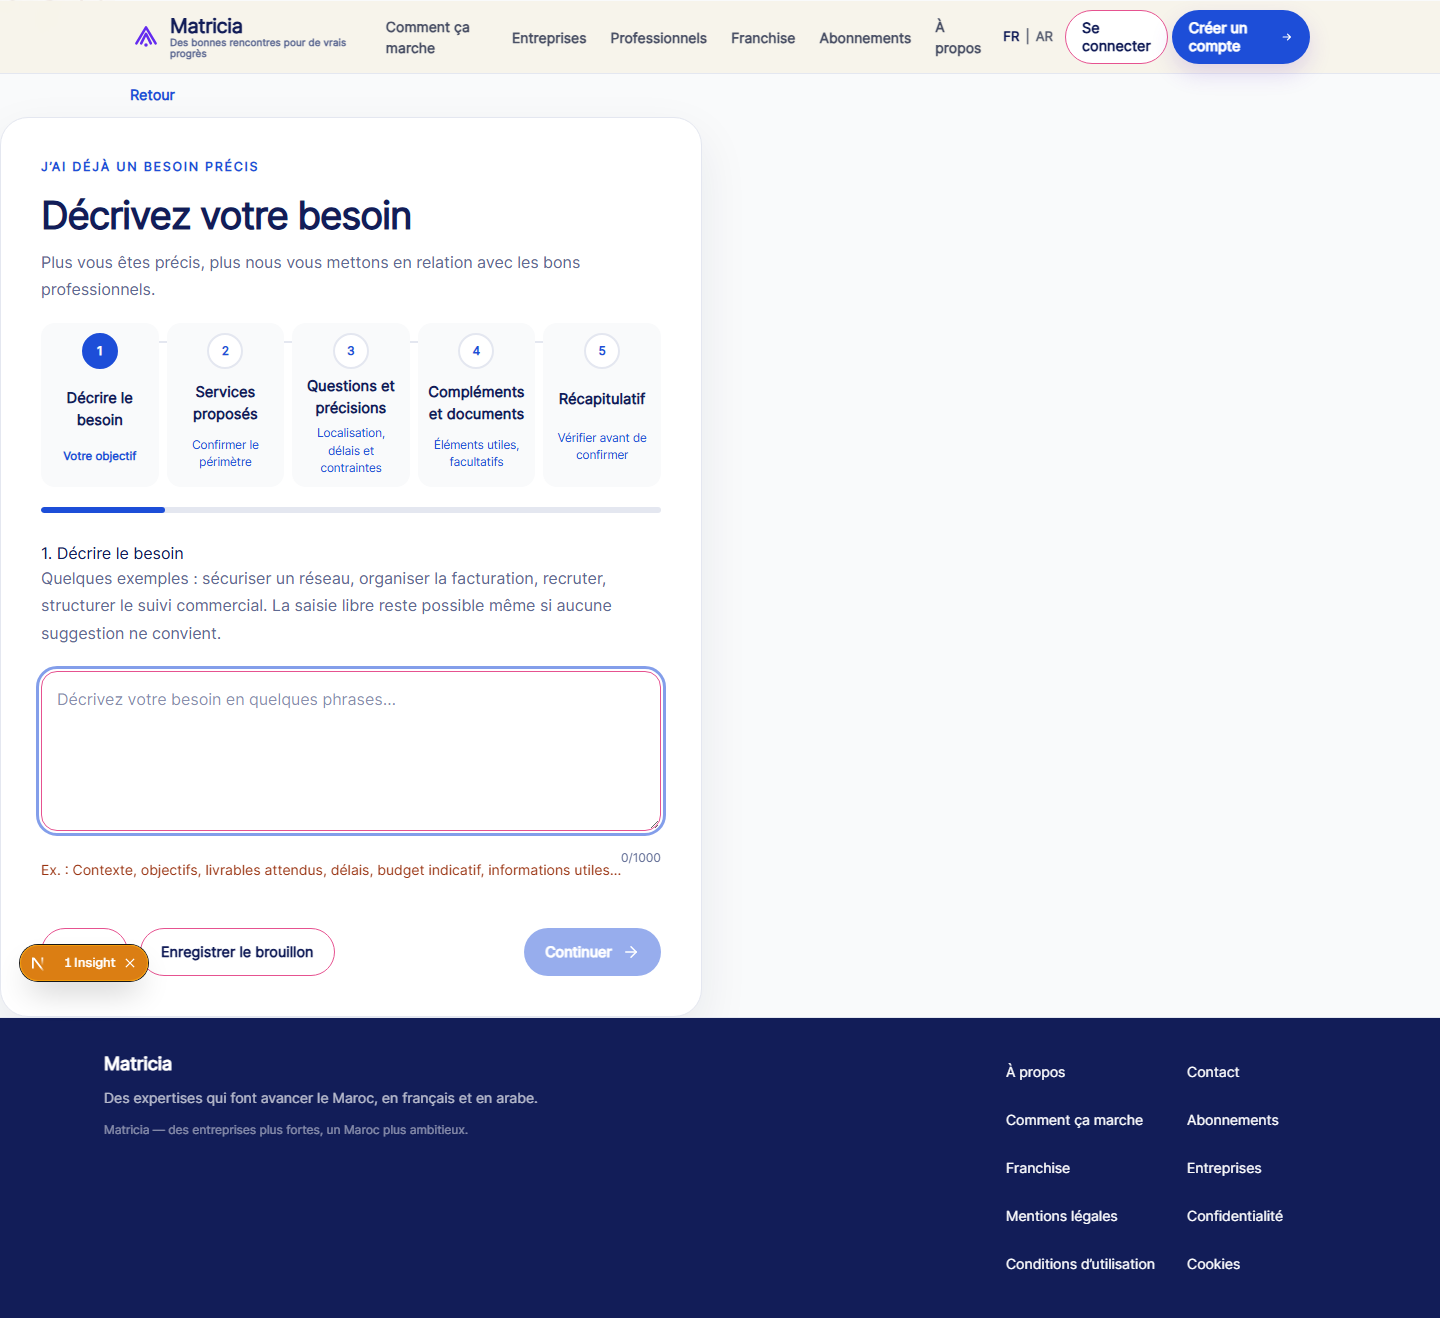 Matricia
Des bonnes rencontres pour de vrais
progrès
Comment ça
marche
Entreprises
Professionnels
Franchise
Abonnements
À
propos
FR | AR
Se
connecter
Créer un
compte
Retour
J’AI DÉJÀ UN BESOIN PRÉCIS
Décrivez votre besoin
Plus vous êtes précis, plus nous vous mettons en relation avec les bons
professionnels.
1
Décrire le
besoin
Votre objectif
2
Services
proposés
Confirmer le
périmètre
3
Questions et
précisions
Localisation,
délais et
contraintes
4
Compléments
et documents
Éléments utiles,
facultatifs
5
Récapitulatif
Vérifier avant de
confirmer
1. Décrire le besoin
Quelques exemples : sécuriser un réseau, organiser la facturation, recruter,
structurer le suivi commercial. La saisie libre reste possible même si aucune
suggestion ne convient.
Décrivez votre besoin en quelques phrases...
0/1000
Ex. : Contexte, objectifs, livrables attendus, délais, budget indicatif, informations utiles...
1 Insight
Enregistrer le brouillon
Continuer
Matricia
Des expertises qui font avancer le Maroc, en français et en arabe.
Matricia — des entreprises plus fortes, un Maroc plus ambitieux.
À propos
Contact
Comment ça marche
Abonnements
Franchise
Entreprises
Mentions légales
Confidentialité
Conditions d’utilisation
Cookies